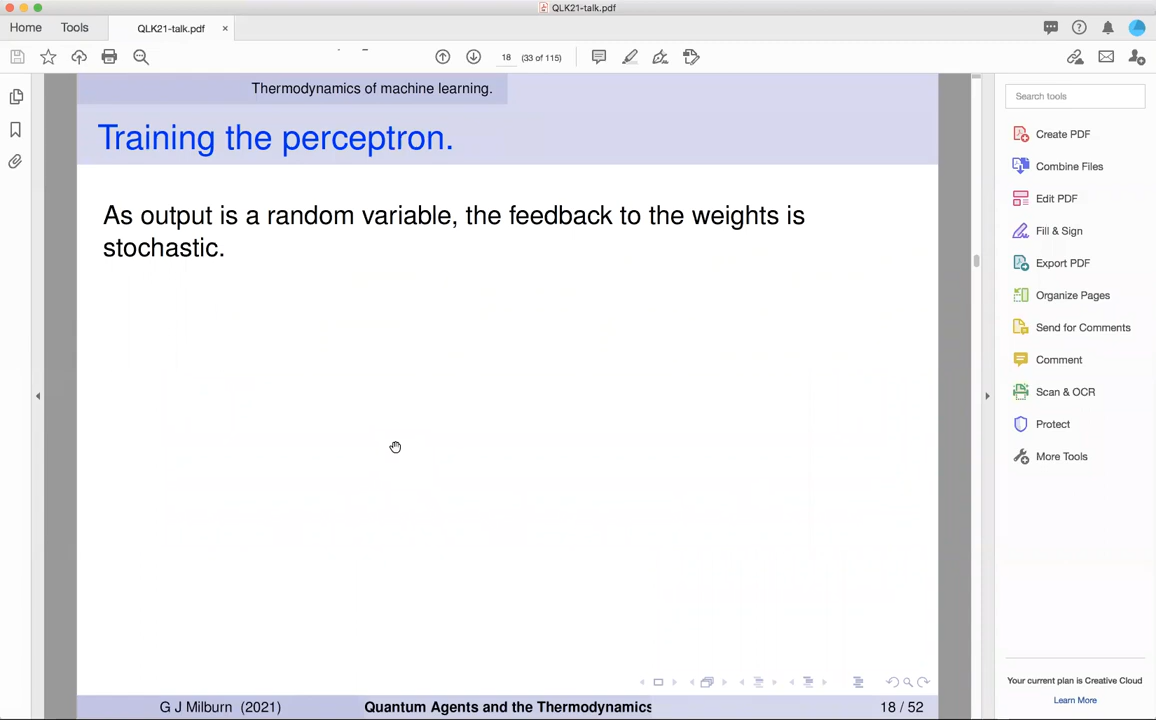 QLK21-talk.pdf
Home
Tools
QLK21-talk.pdf ×
18 (33 of 115)
Thermodynamics of machine learning.
Training the perceptron.
As output is a random variable, the feedback to the weights is
stochastic.
G J Milburn (2021)
Quantum Agents and the Thermodynamics
18 / 52
Search tools
Create PDF
Combine Files
Edit PDF
Fill & Sign
Export PDF
Organize Pages
Send for Comments
Comment
Scan & OCR
Protect
More Tools
Your current plan is Creative Cloud
Learn More